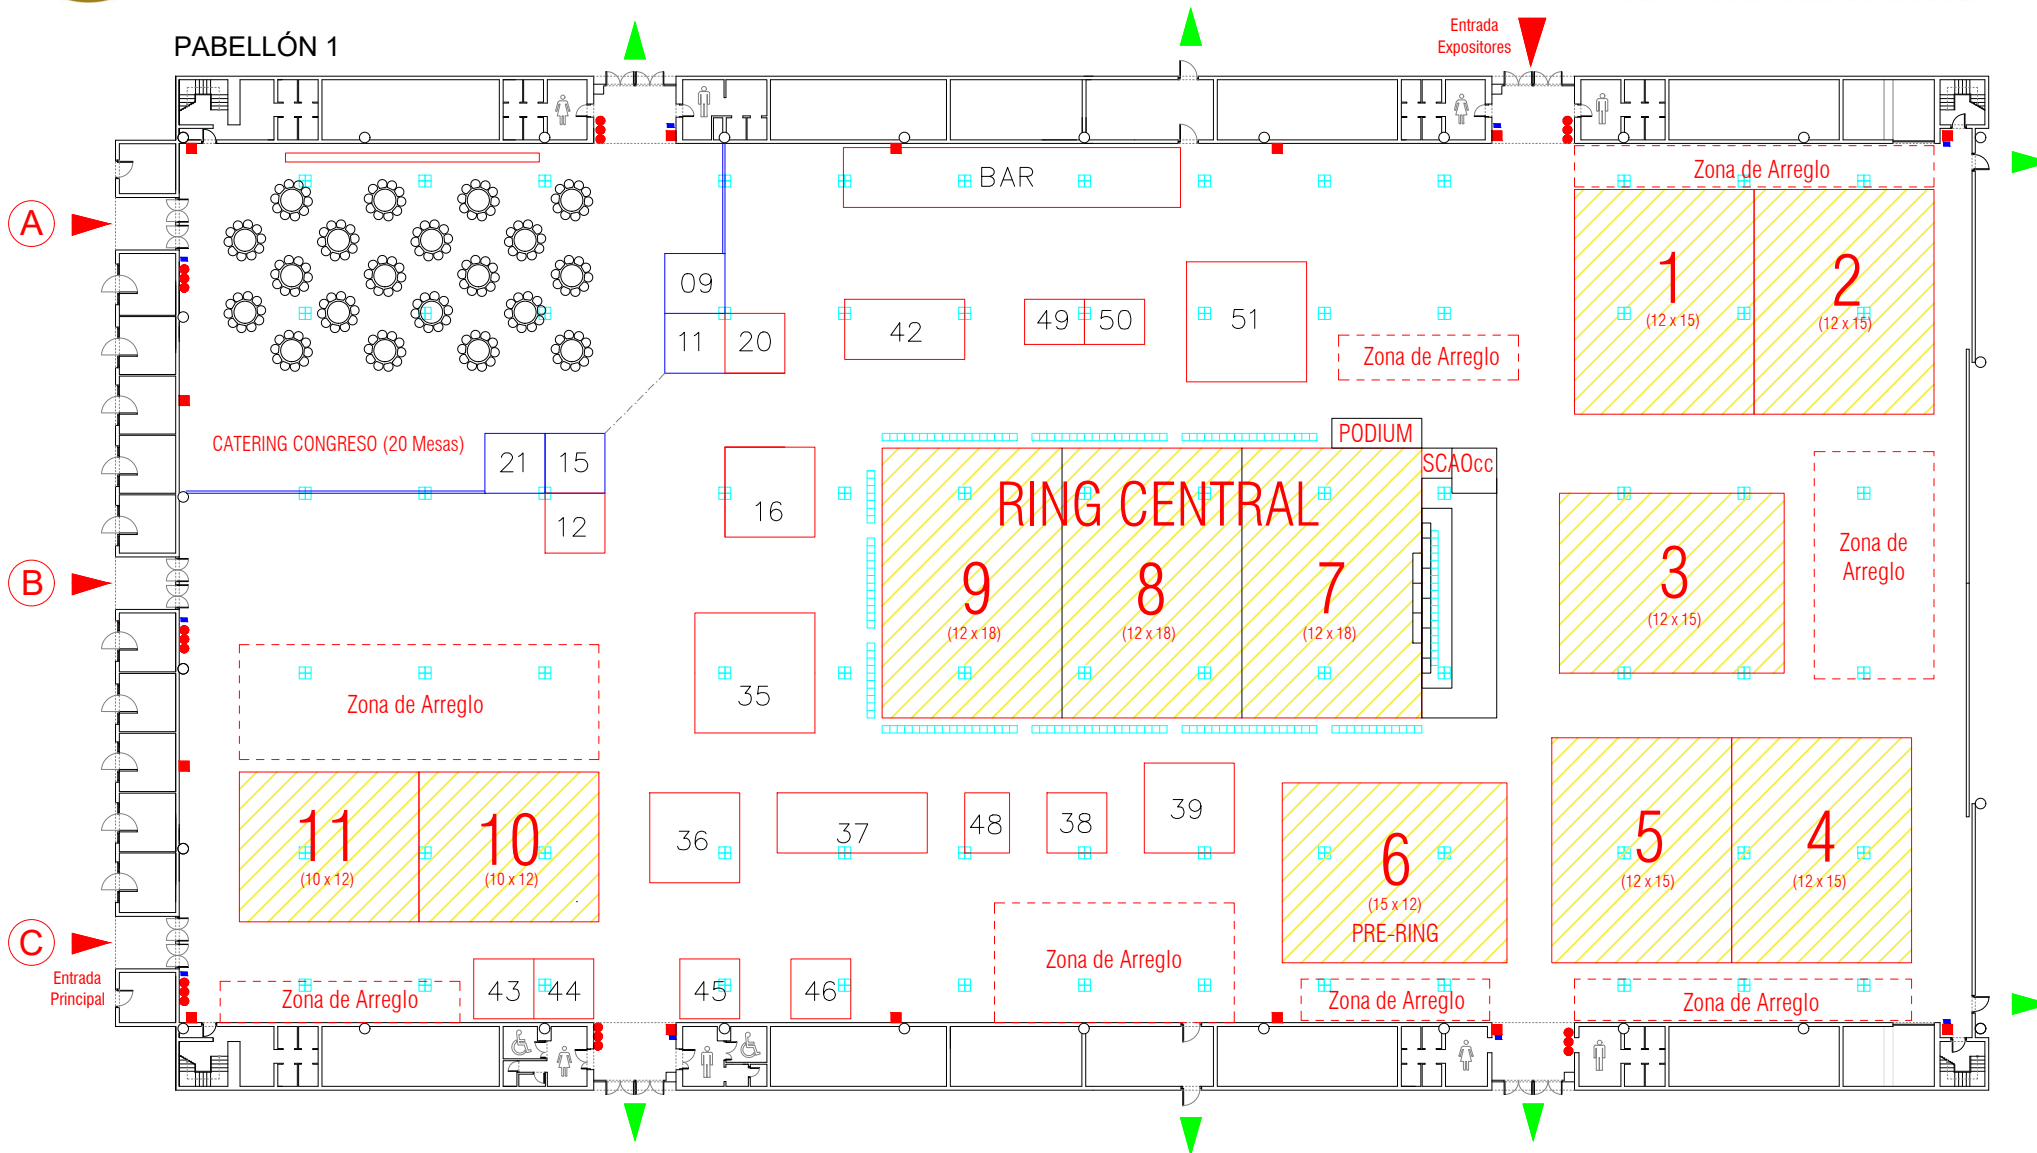 Entrada
Expositores
PABELLÓN 1
Zona de Arreglo
BAR
A
09
1
(12 x 15)
2
(12 x 15)
11
20
42
49
50
51
Zona de Arreglo
CATERING CONGRESO (20 Mesas)
21
15
12
16
PODIUM
SCAOcc
RING CENTRAL
9
(12 x 18)
8
(12 x 18)
7
(12 x 18)
3
(12 x 15)
Zona de
Arreglo
B
Zona de Arreglo
35
11
(10 x 12)
10
(10 x 12)
36
37
48
38
39
6
(15 x 12)
PRE-RING
5
(12 x 15)
4
(12 x 15)
C
Entrada
Principal
Zona de Arreglo
43
44
45
46
Zona de Arreglo
Zona de Arreglo
Zona de Arreglo